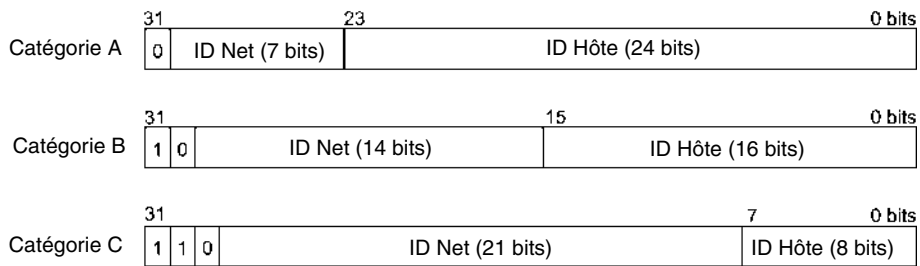 31 23 0 bits
Catégorie A 0 ID Net (7 bits) ID Hôte (24 bits)
31 15 0 bits
Catégorie B 1 0 ID Net (14 bits) ID Hôte (16 bits)
31 7 0 bits
Catégorie C 1 1 0 ID Net (21 bits) ID Hôte (8 bits)